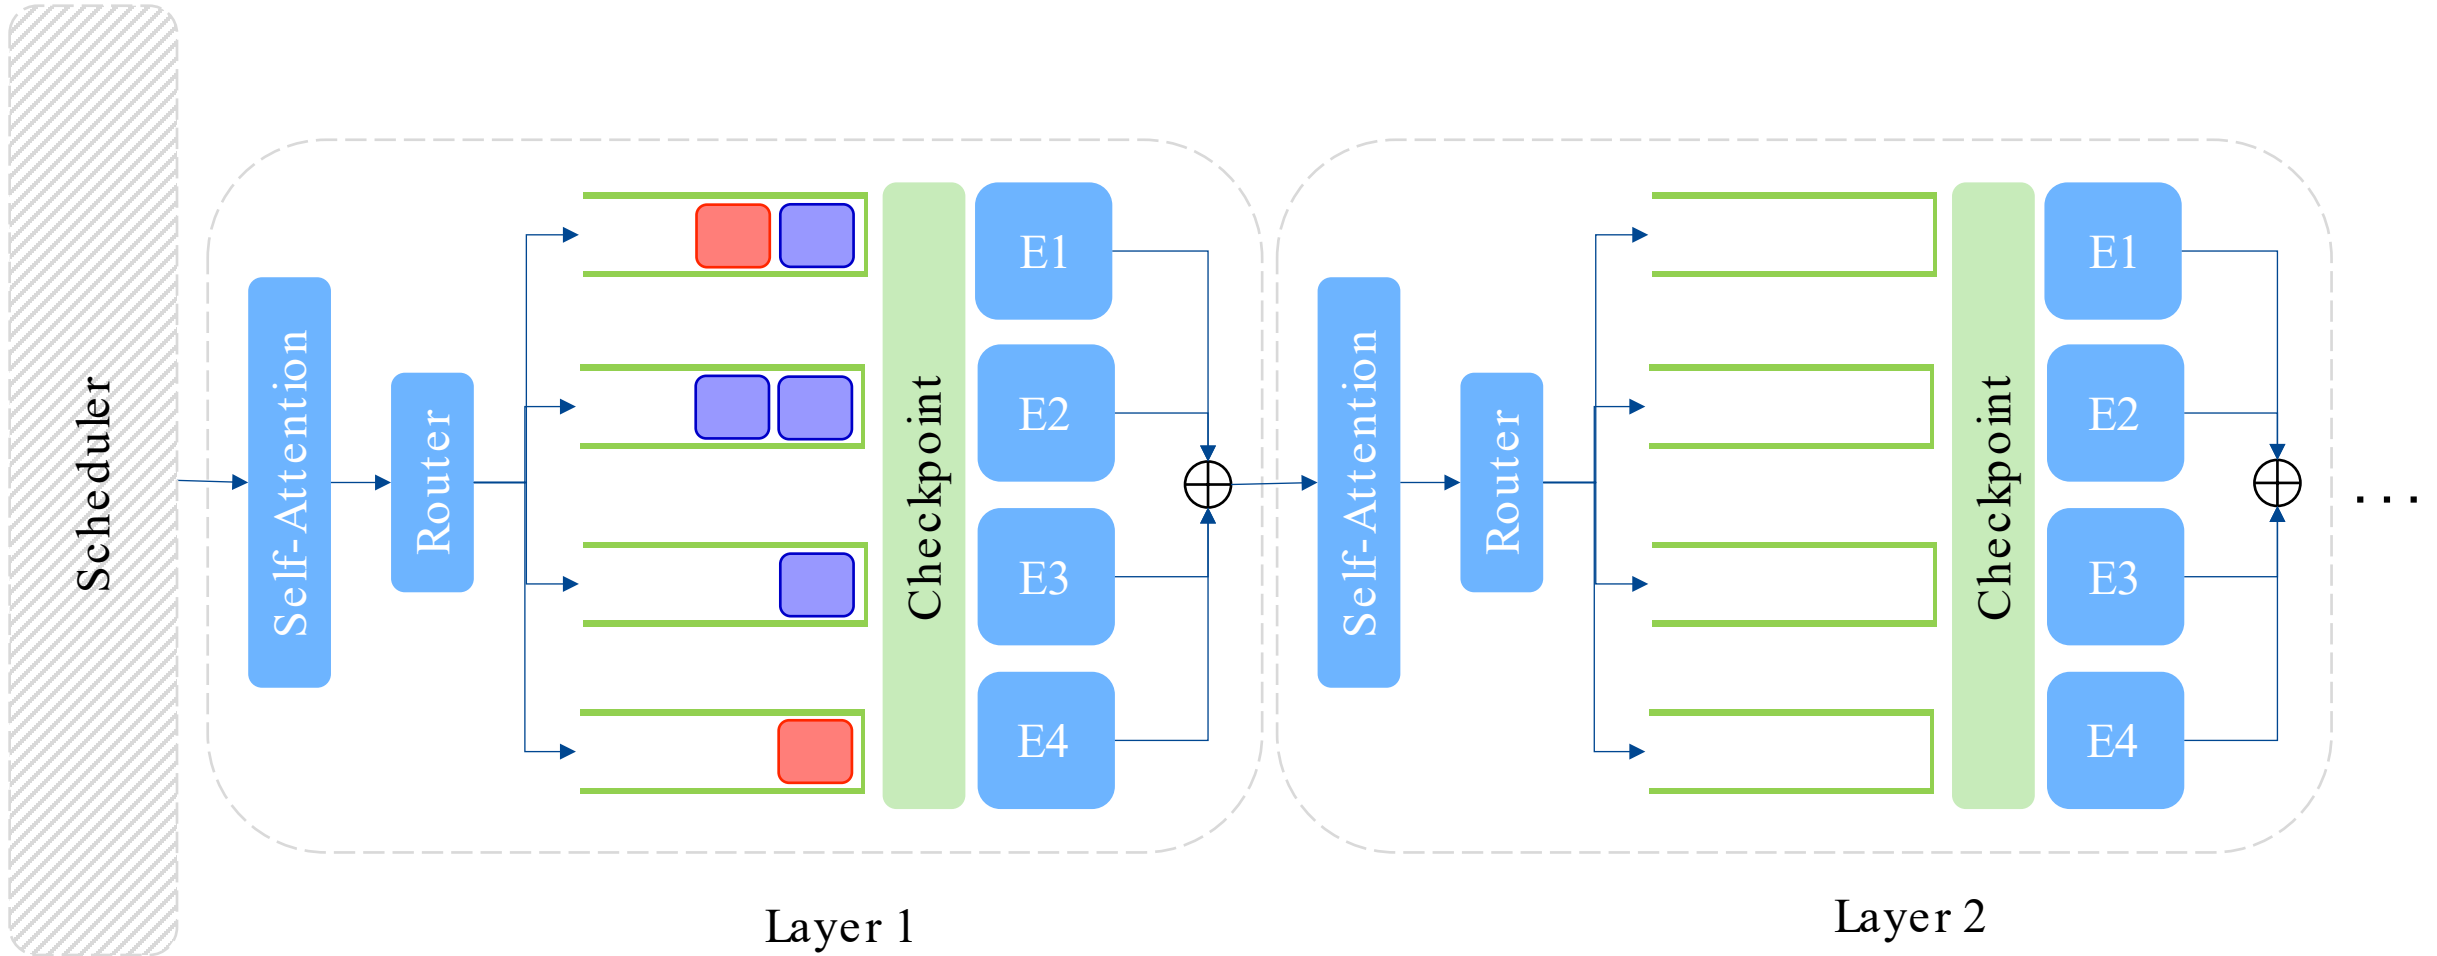 Scheduler
Self-Attention
Router
Checkpoint
E1
E2
E3
E4
Layer 1
Self-Attention
Router
Checkpoint
E1
E2
E3
E4
...
Layer 2